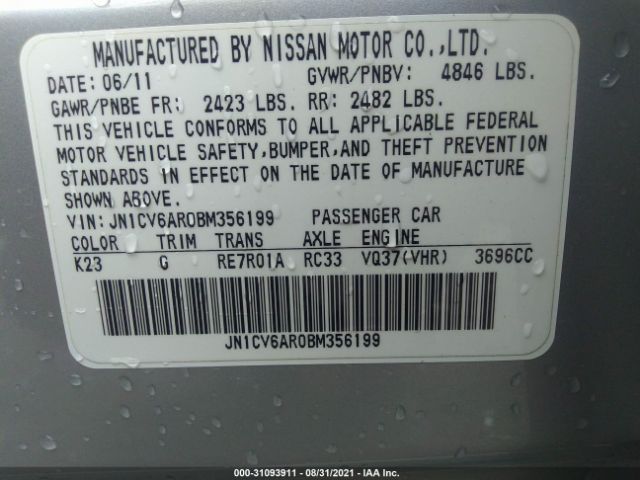 MANUFACTURED BY NISSAN MOTOR CO.,LTD.
DATE: 06/11 GVWR/PNBV: 4846 LBS.
GAWR/PNBE FR: 2423 LBS. RR: 2482 LBS.
THIS VEHICLE CONFORMS TO ALL APPLICABLE FEDERAL
MOTOR VEHICLE SAFETY,BUMPER,AND THEFT PREVENTION
STANDARDS IN EFFECT ON THE DATE OF MANUFACTURE
SHOWN ABOVE.
VIN:JN1CV6AR0BM356199 PASSENGER CAR
COLOR TRIM TRANS AXLE ENGINE
K23 G RE7R01A RC33 VQ37(VHR) 3696CC
JN1CV6AR0BM356199
000-31093911 - 08/31/2021 - IAA Inc.